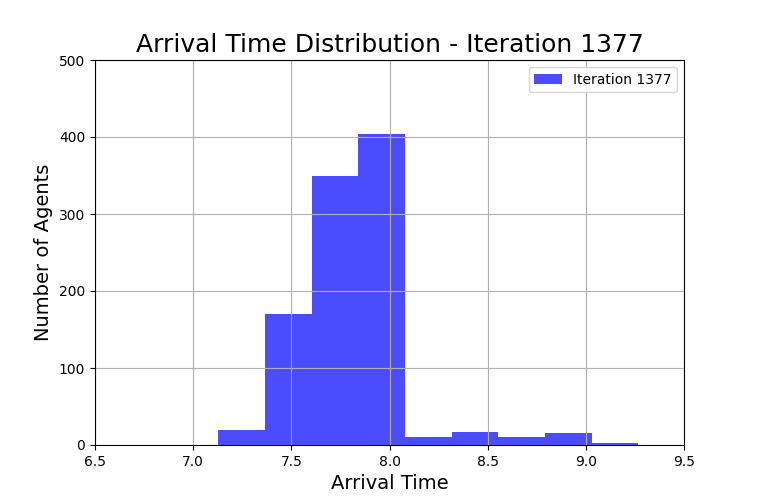 Arrival Time Distribution - Iteration 1377
Iteration 1377
Number of Agents
500
400
300
200
100
0
6.5 7.0 7.5 8.0 8.5 9.0 9.5
Arrival Time